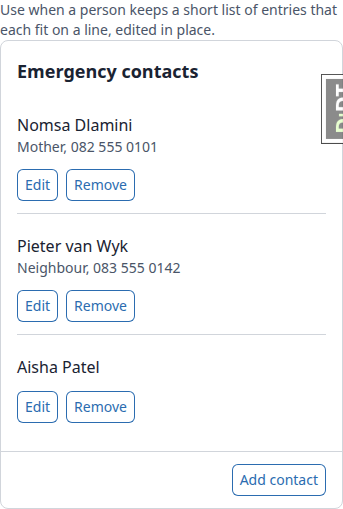 Use when a person keeps a short list of entries that
each fit on a line, edited in place.
Emergency contacts
Nomsa Dlamini
Mother, 082 555 0101
Edit
Remove
Pieter van Wyk
Neighbour, 083 555 0142
Edit
Remove
Aisha Patel
Edit
Remove
Add contact